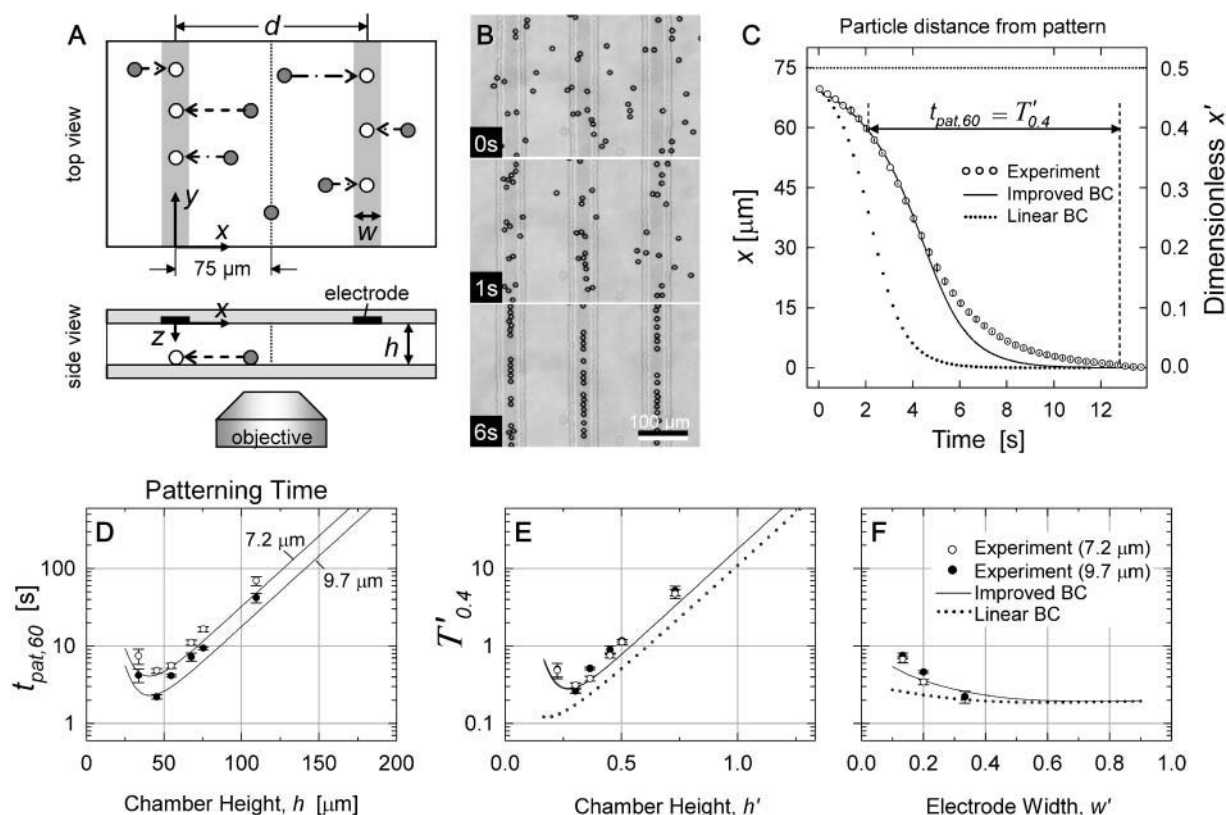 A
d
top view
y
x
w
75 μm
side view
electrode
x
z
h
objective
B
0s
1s
6s
100 μm
C
Particle distance from pattern
75
60
45
30
15
0
x [μm]
0.5
0.4
0.3
0.2
0.1
0.0
Dimensionless x'
t_pat,60 = T'_0.4
Experiment
Improved BC
Linear BC
0 2 4 6 8 10 12
Time [s]
Patterning Time
D
7.2 μm
9.7 μm
100
10
1
t_pat,60 [s]
0 50 100 150 200
Chamber Height, h [μm]
E
10
1
0.1
T'_0.4
0.0 0.5 1.0
Chamber Height, h'
F
Experiment (7.2 μm)
Experiment (9.7 μm)
Improved BC
Linear BC
0.0 0.2 0.4 0.6 0.8 1.0
Electrode Width, w'